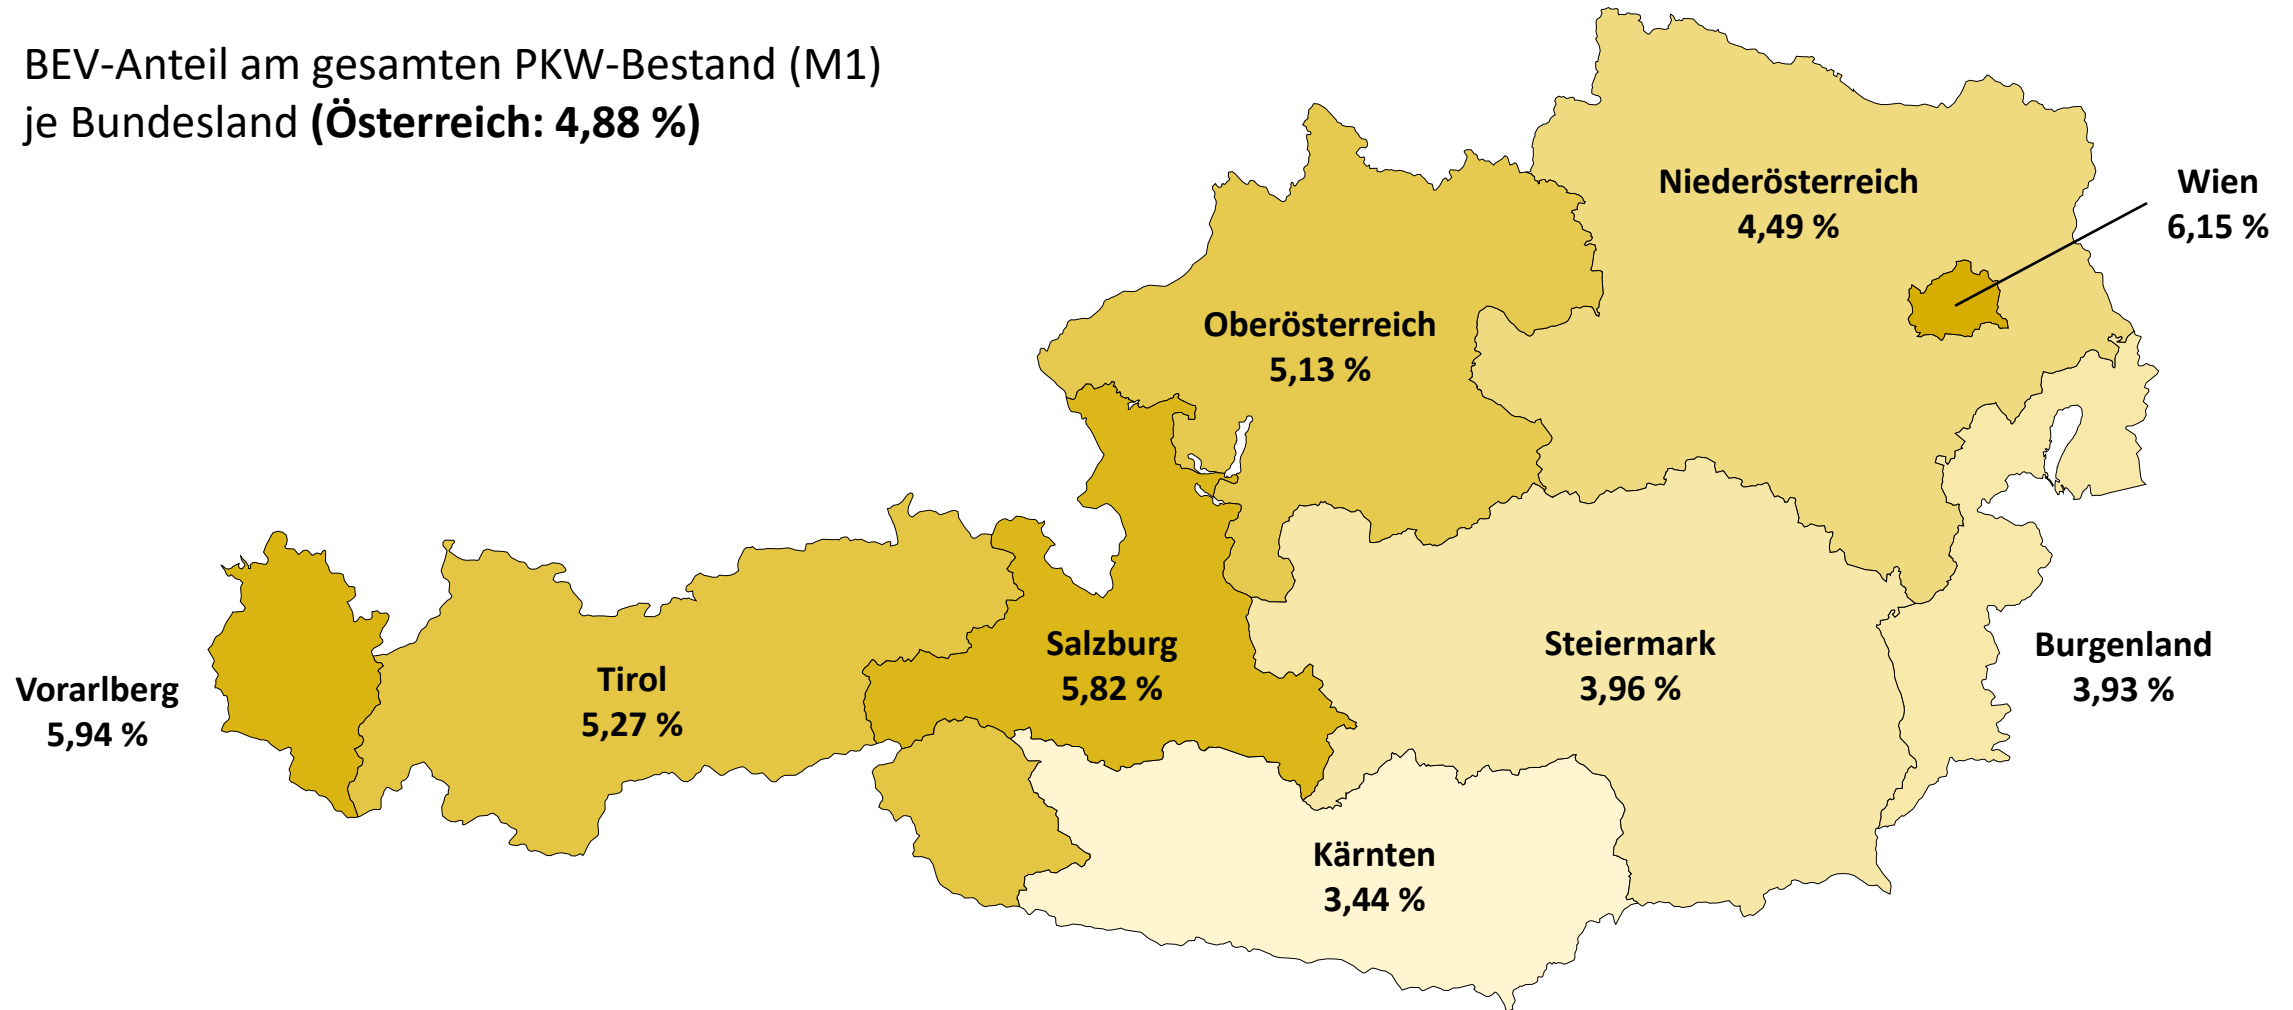 BEV-Anteil am gesamten PKW-Bestand (M1)
je Bundesland (Österreich: 4,88 %)
Niederösterreich
4,49 %
Wien
6,15 %
Oberösterreich
5,13 %
Salzburg
5,82 %
Steiermark
3,96 %
Burgenland
3,93 %
Tirol
5,27 %
Vorarlberg
5,94 %
Kärnten
3,44 %